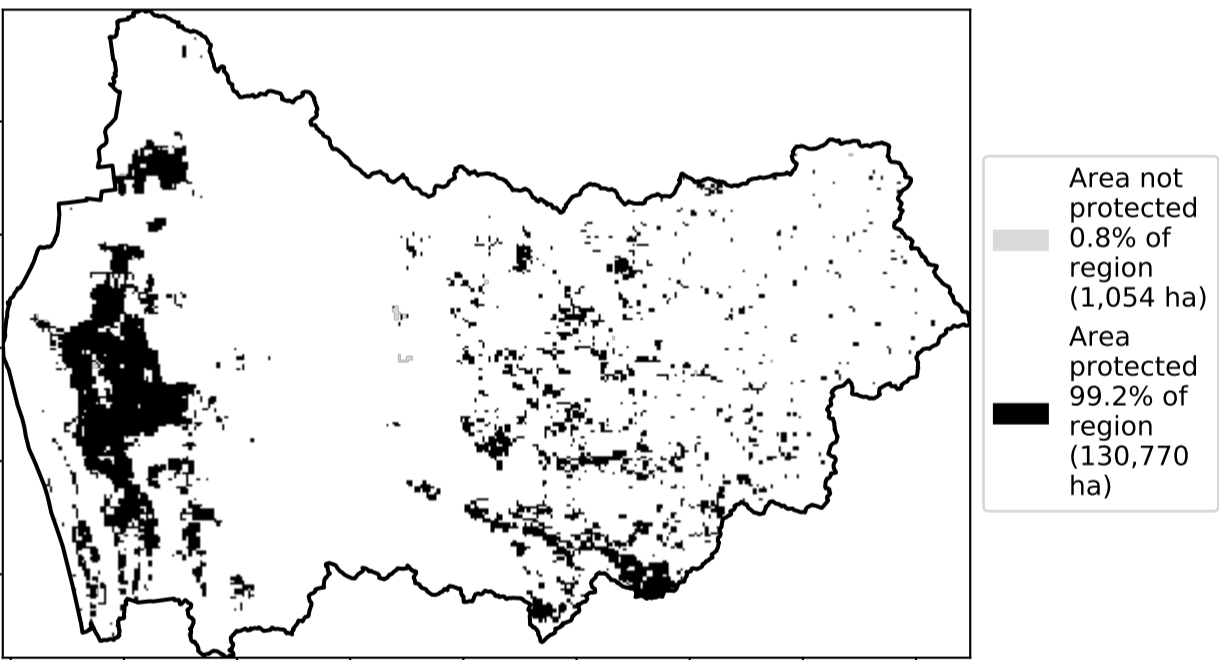 Area not
protected
0.8% of
region
(1,054 ha)
Area
protected
99.2% of
region
(130,770
ha)